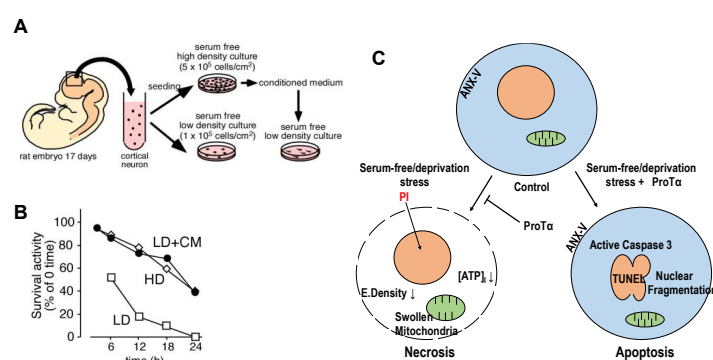 A
serum free
high density culture
(5 x 10⁵ cells/cm²)
seeding
conditioned medium
serum free
low density culture
(1 x 10⁵ cells/cm²)
serum free
low density culture
rat embryo 17 days
cortical
neuron
B
Survival activity
(% of 0 time)
100
80
60
40
20
0
LD+CM
HD
LD
6
12
18
24
time (h)
C
ANX-V
Control
Serum-free/deprivation
stress
PI
Serum-free/deprivation
stress + ProTα
ProTα
[ATP]i ↓
E.Density ↓
Swollen
Mitochondria
Necrosis
ANX-V
Active Caspase 3
TUNEL
Nuclear
Fragmentation
Apoptosis